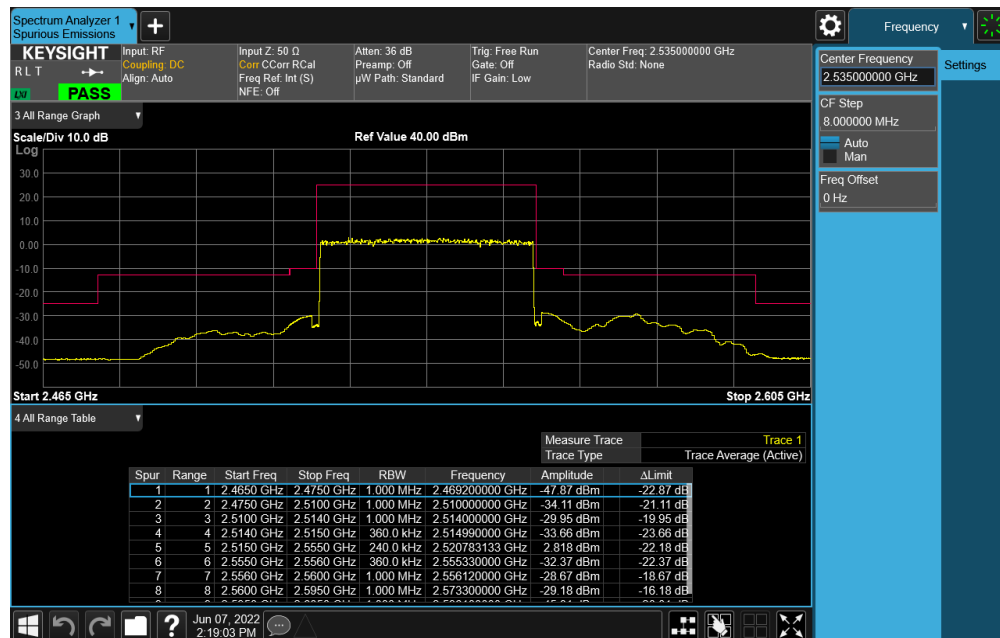 Spectrum Analyzer 1
Spurious Emissions
Frequency
KEYSIGHT
R L T
LXI
PASS
Input: RF
Coupling: DC
Align: Auto
Input Z: 50 Ω
Corr CCorr RCal
Freq Ref: Int (S)
NFE: Off
Atten: 36 dB
Preamp: Off
µW Path: Standard
Trig: Free Run
Gate: Off
IF Gain: Low
Center Freq: 2.535000000 GHz
Radio Std: None
Center Frequency
2.535000000 GHz
Settings
CF Step
8.000000 MHz
Auto
Man
Freq Offset
0 Hz
3 All Range Graph
Scale/Div 10.0 dB
Ref Value 40.00 dBm
Log
30.0
20.0
10.0
0.00
-10.0
-20.0
-30.0
-40.0
-50.0
Start 2.465 GHz
Stop 2.605 GHz
4 All Range Table
Measure Trace Trace 1
Trace Type Trace Average (Active)
Spur Range Start Freq Stop Freq RBW Frequency Amplitude ΔLimit
1 1 2.4650 GHz 2.4750 GHz 1.000 MHz 2.469200000 GHz -47.87 dBm -22.87 dB
2 2 2.4750 GHz 2.5100 GHz 1.000 MHz 2.510000000 GHz -34.11 dBm -21.11 dB
3 3 2.5100 GHz 2.5140 GHz 1.000 MHz 2.514000000 GHz -29.95 dBm -19.95 dB
4 4 2.5140 GHz 2.5150 GHz 360.0 kHz 2.514990000 GHz -33.66 dBm -23.66 dB
5 5 2.5150 GHz 2.5550 GHz 240.0 kHz 2.520783133 GHz 2.818 dBm -22.18 dB
6 6 2.5550 GHz 2.5560 GHz 360.0 kHz 2.555330000 GHz -32.37 dBm -22.37 dB
7 7 2.5560 GHz 2.5600 GHz 1.000 MHz 2.556120000 GHz -28.67 dBm -18.67 dB
8 8 2.5600 GHz 2.5950 GHz 1.000 MHz 2.573300000 GHz -29.18 dBm -16.18 dB
Jun 07, 2022
2:19:03 PM